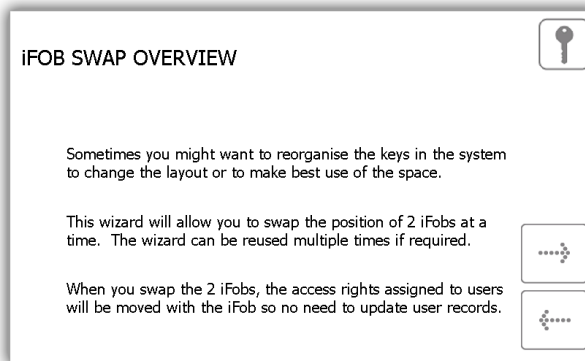 iFOB SWAP OVERVIEW
Sometimes you might want to reorganise the keys in the system
to change the layout or to make best use of the space.
This wizard will allow you to swap the position of 2 iFobs at a
time.  The wizard can be reused multiple times if required.
When you swap the 2 iFobs, the access rights assigned to users
will be moved with the iFob so no need to update user records.